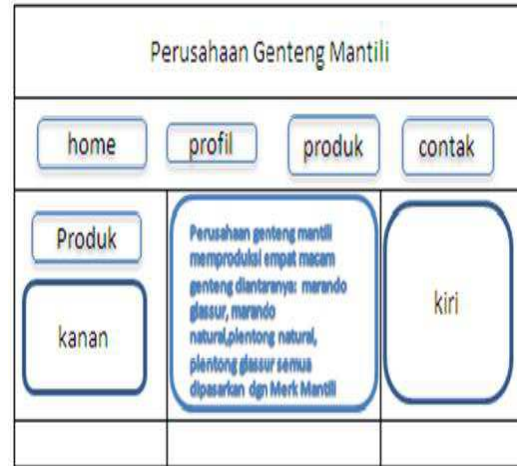 Perusahaan Genteng Mantili
home profil produk contak
Produk
kanan
Perusahaan genteng mantili
memproduksi empat macam
genteng diantaranya: marando
glassur, marando
natural,plentong natural,
plentong glassur semua
dipasarkan dgn Merk Mantili
kiri